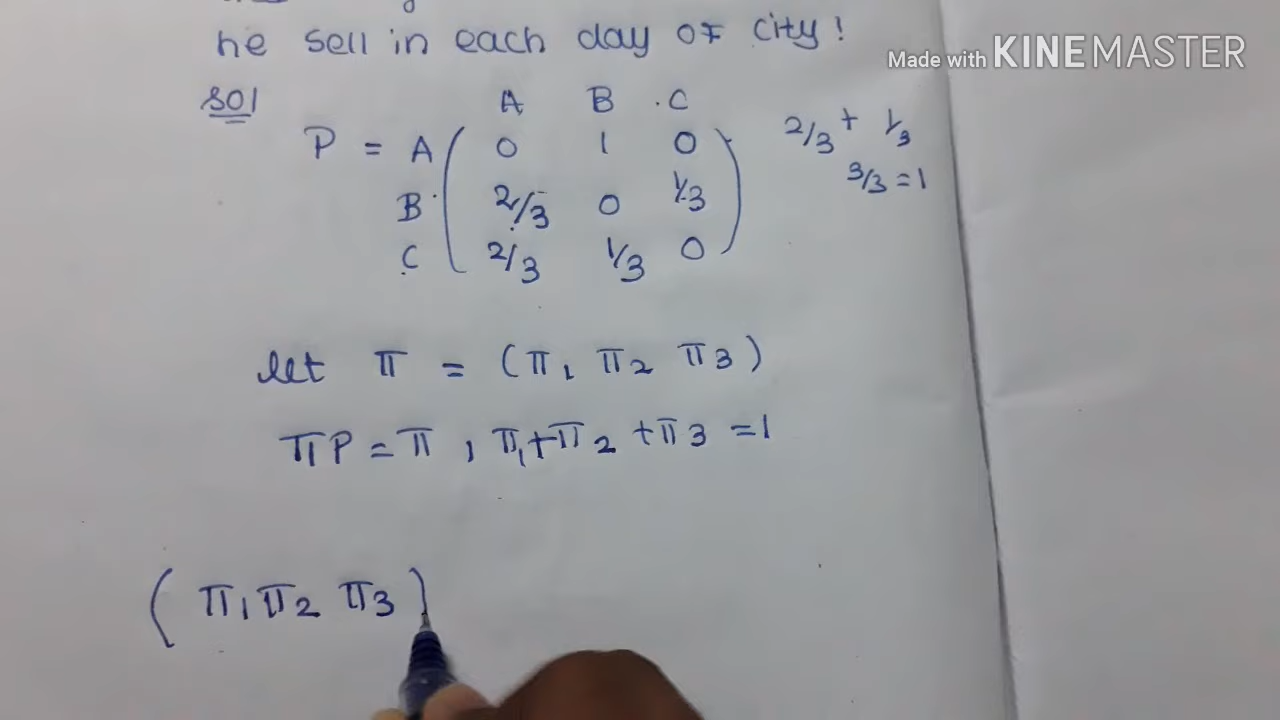 he sell in each day of city!
Made with KINEMASTER
Sol
A B C
P = A ( 0 1 0 )
B 2/3 0 1/3
C 2/3 1/3 0
2/3 + 1/3
3/3 = 1
let π = (π1 π2 π3)
πP = π , π1+π2+π3 = 1
(π1 π2 π3)